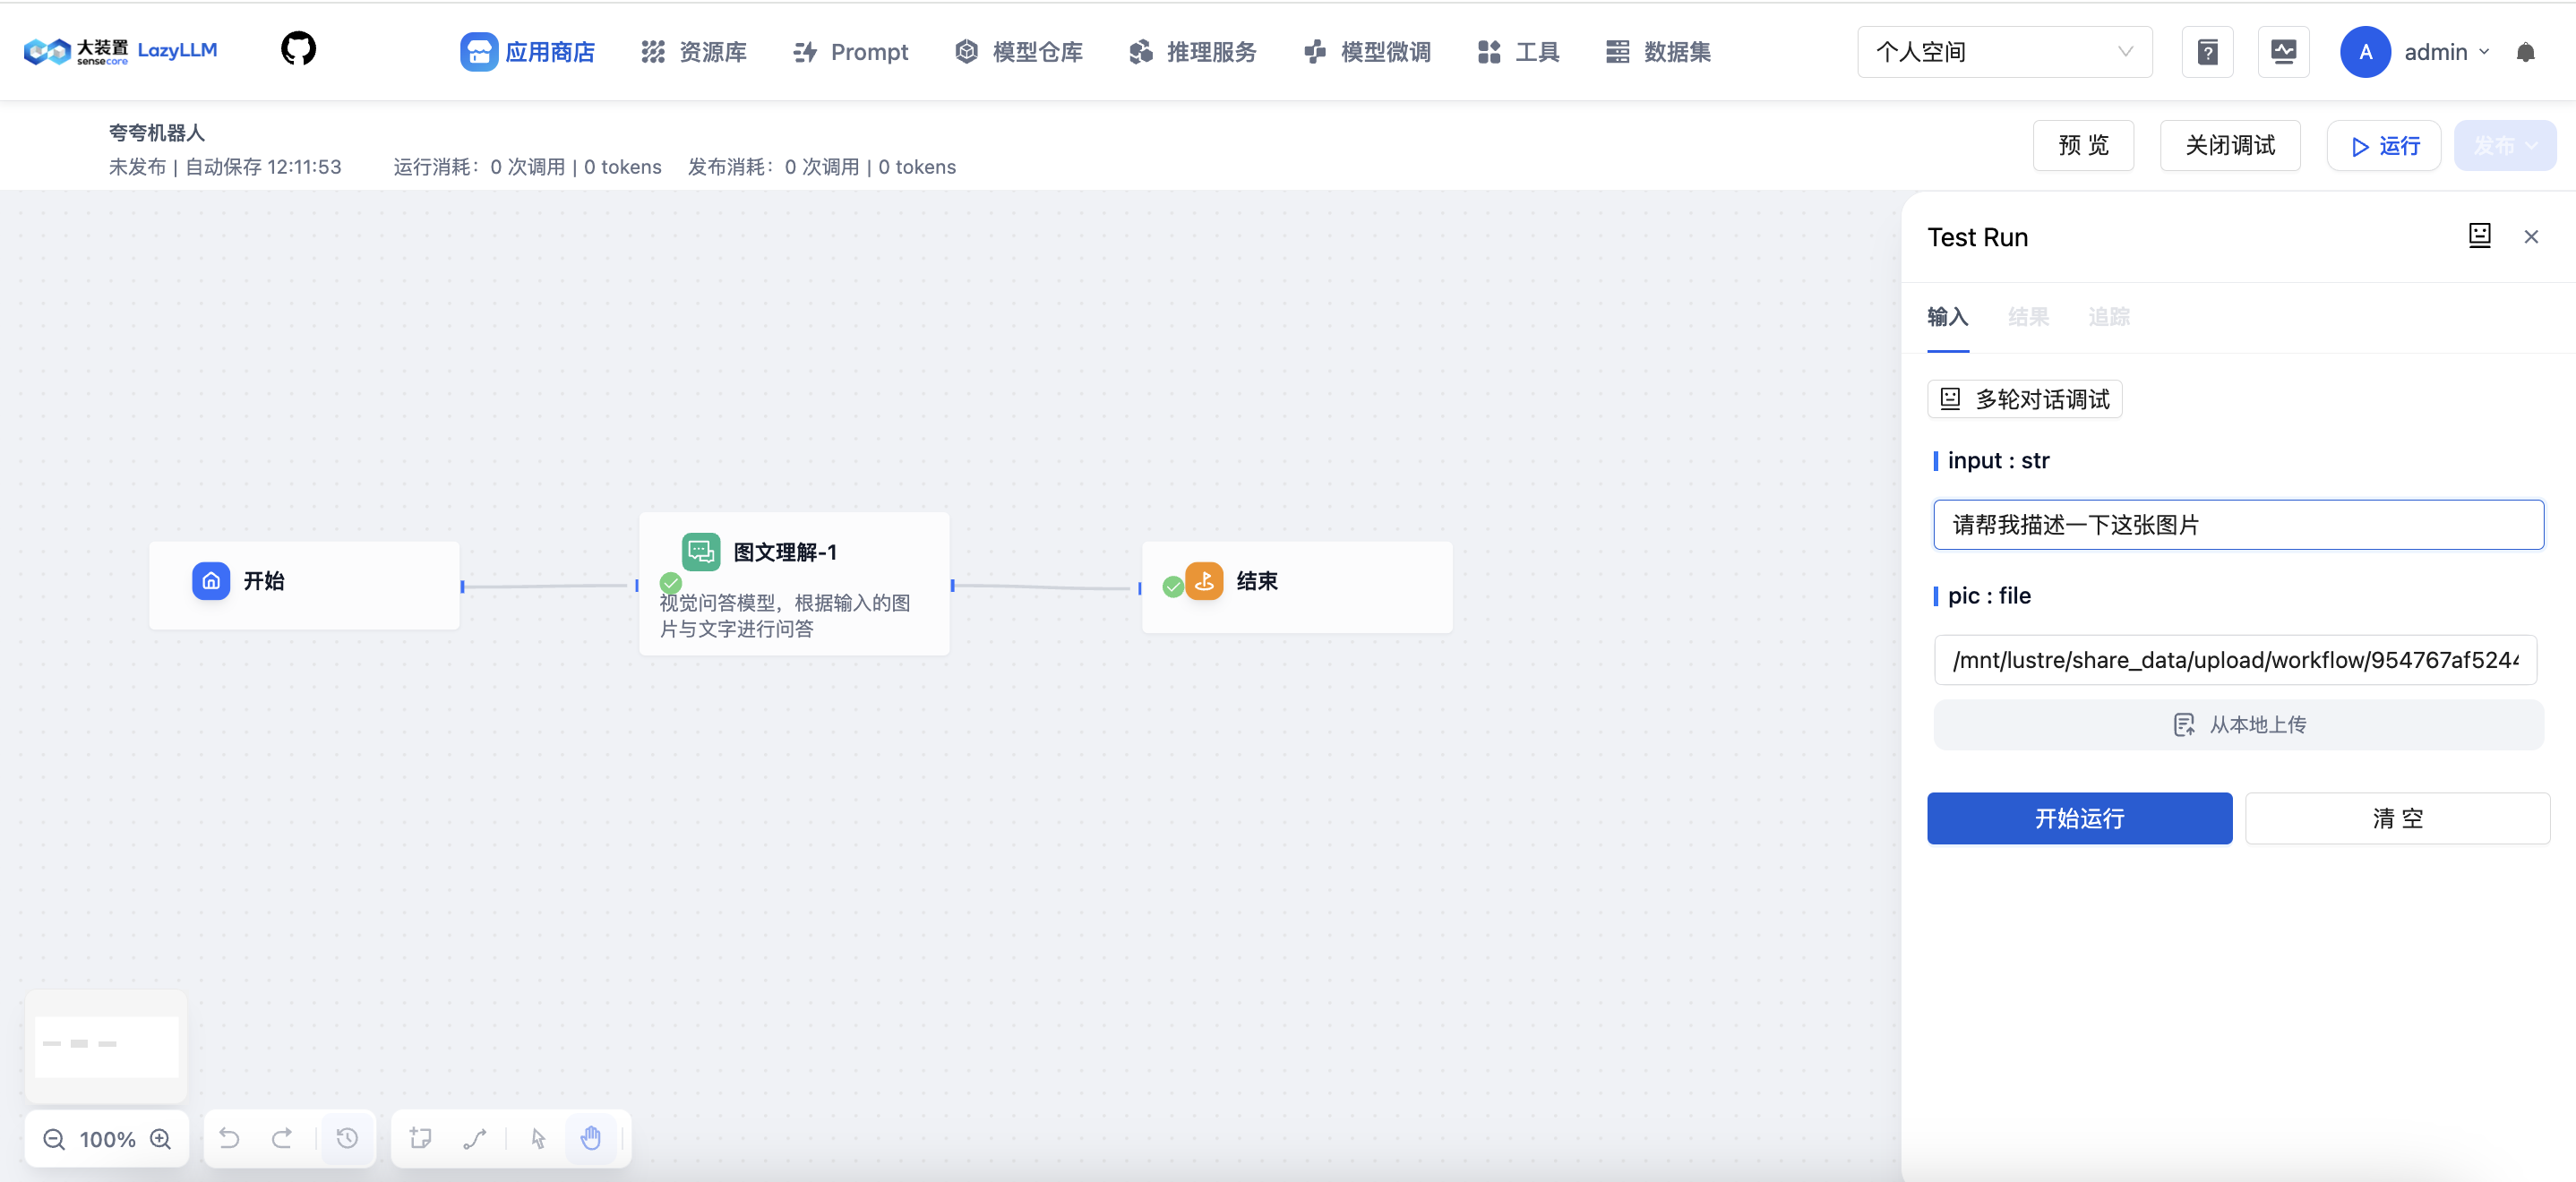 大装置 sensecore LazyLLM
应用商店
资源库
Prompt
模型仓库
推理服务
模型微调
工具
数据集
个人空间
A
admin
夸夸机器人
未发布 | 自动保存 12:11:53
运行消耗：0 次调用 | 0 tokens
发布消耗：0 次调用 | 0 tokens
预 览
关闭调试
运行
发布
开始
图文理解-1
视觉问答模型，根据输入的图
片与文字进行问答
结束
Test Run
输入
结果
追踪
多轮对话调试
input : str
请帮我描述一下这张图片
pic : file
/mnt/lustre/share_data/upload/workflow/954767af524
从本地上传
开始运行
清 空
100%